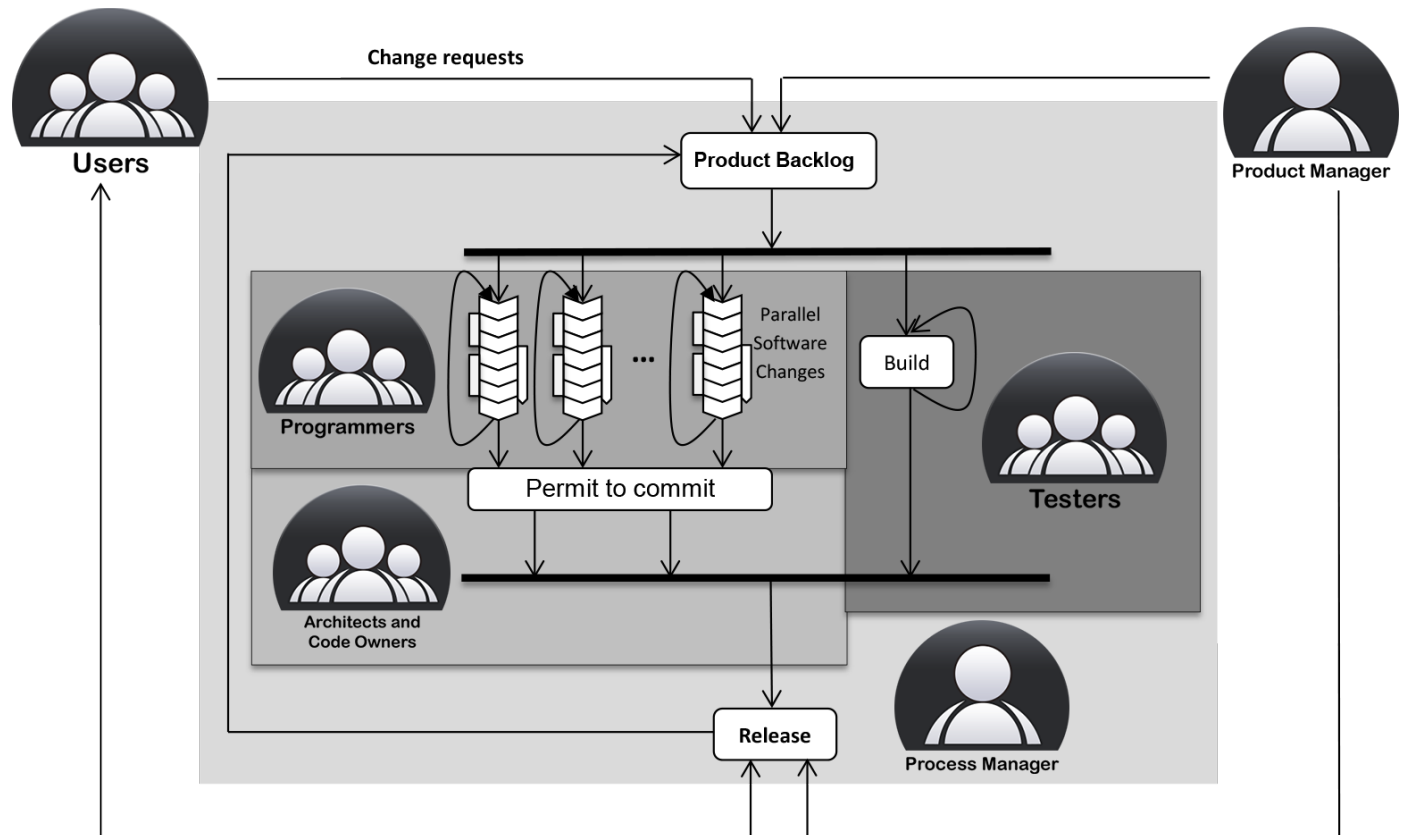 Change requests
Users
Product Manager
Product Backlog
Parallel
Software
Changes
...
Build
Programmers
Permit to commit
Testers
Architects and
Code Owners
Release
Process Manager